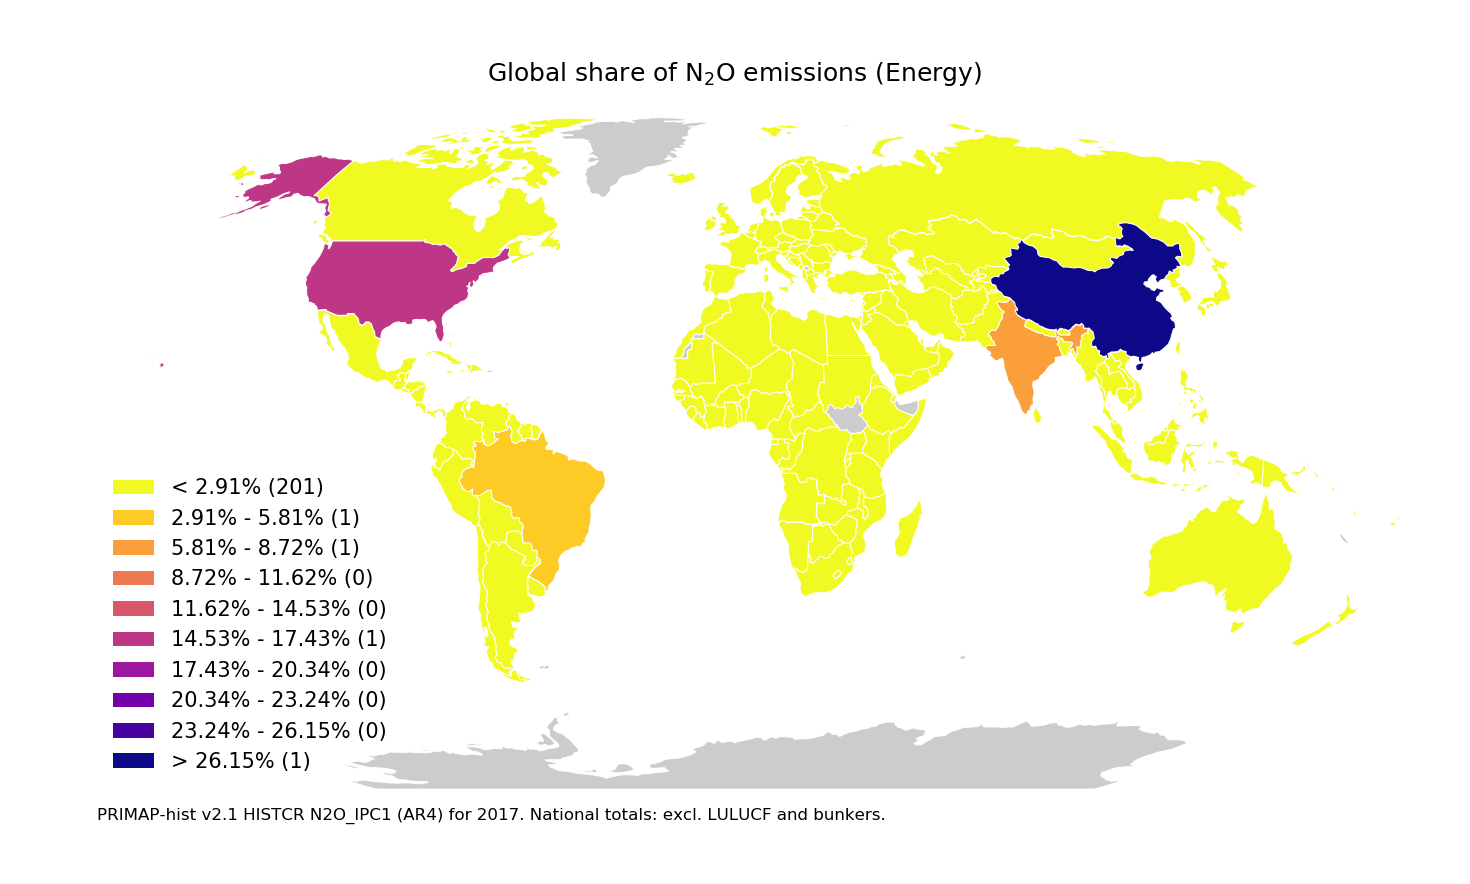 Global share of N₂O emissions (Energy)
< 2.91% (201)
2.91% - 5.81% (1)
5.81% - 8.72% (1)
8.72% - 11.62% (0)
11.62% - 14.53% (0)
14.53% - 17.43% (1)
17.43% - 20.34% (0)
20.34% - 23.24% (0)
23.24% - 26.15% (0)
> 26.15% (1)
PRIMAP-hist v2.1 HISTCR N2O_IPC1 (AR4) for 2017. National totals: excl. LULUCF and bunkers.